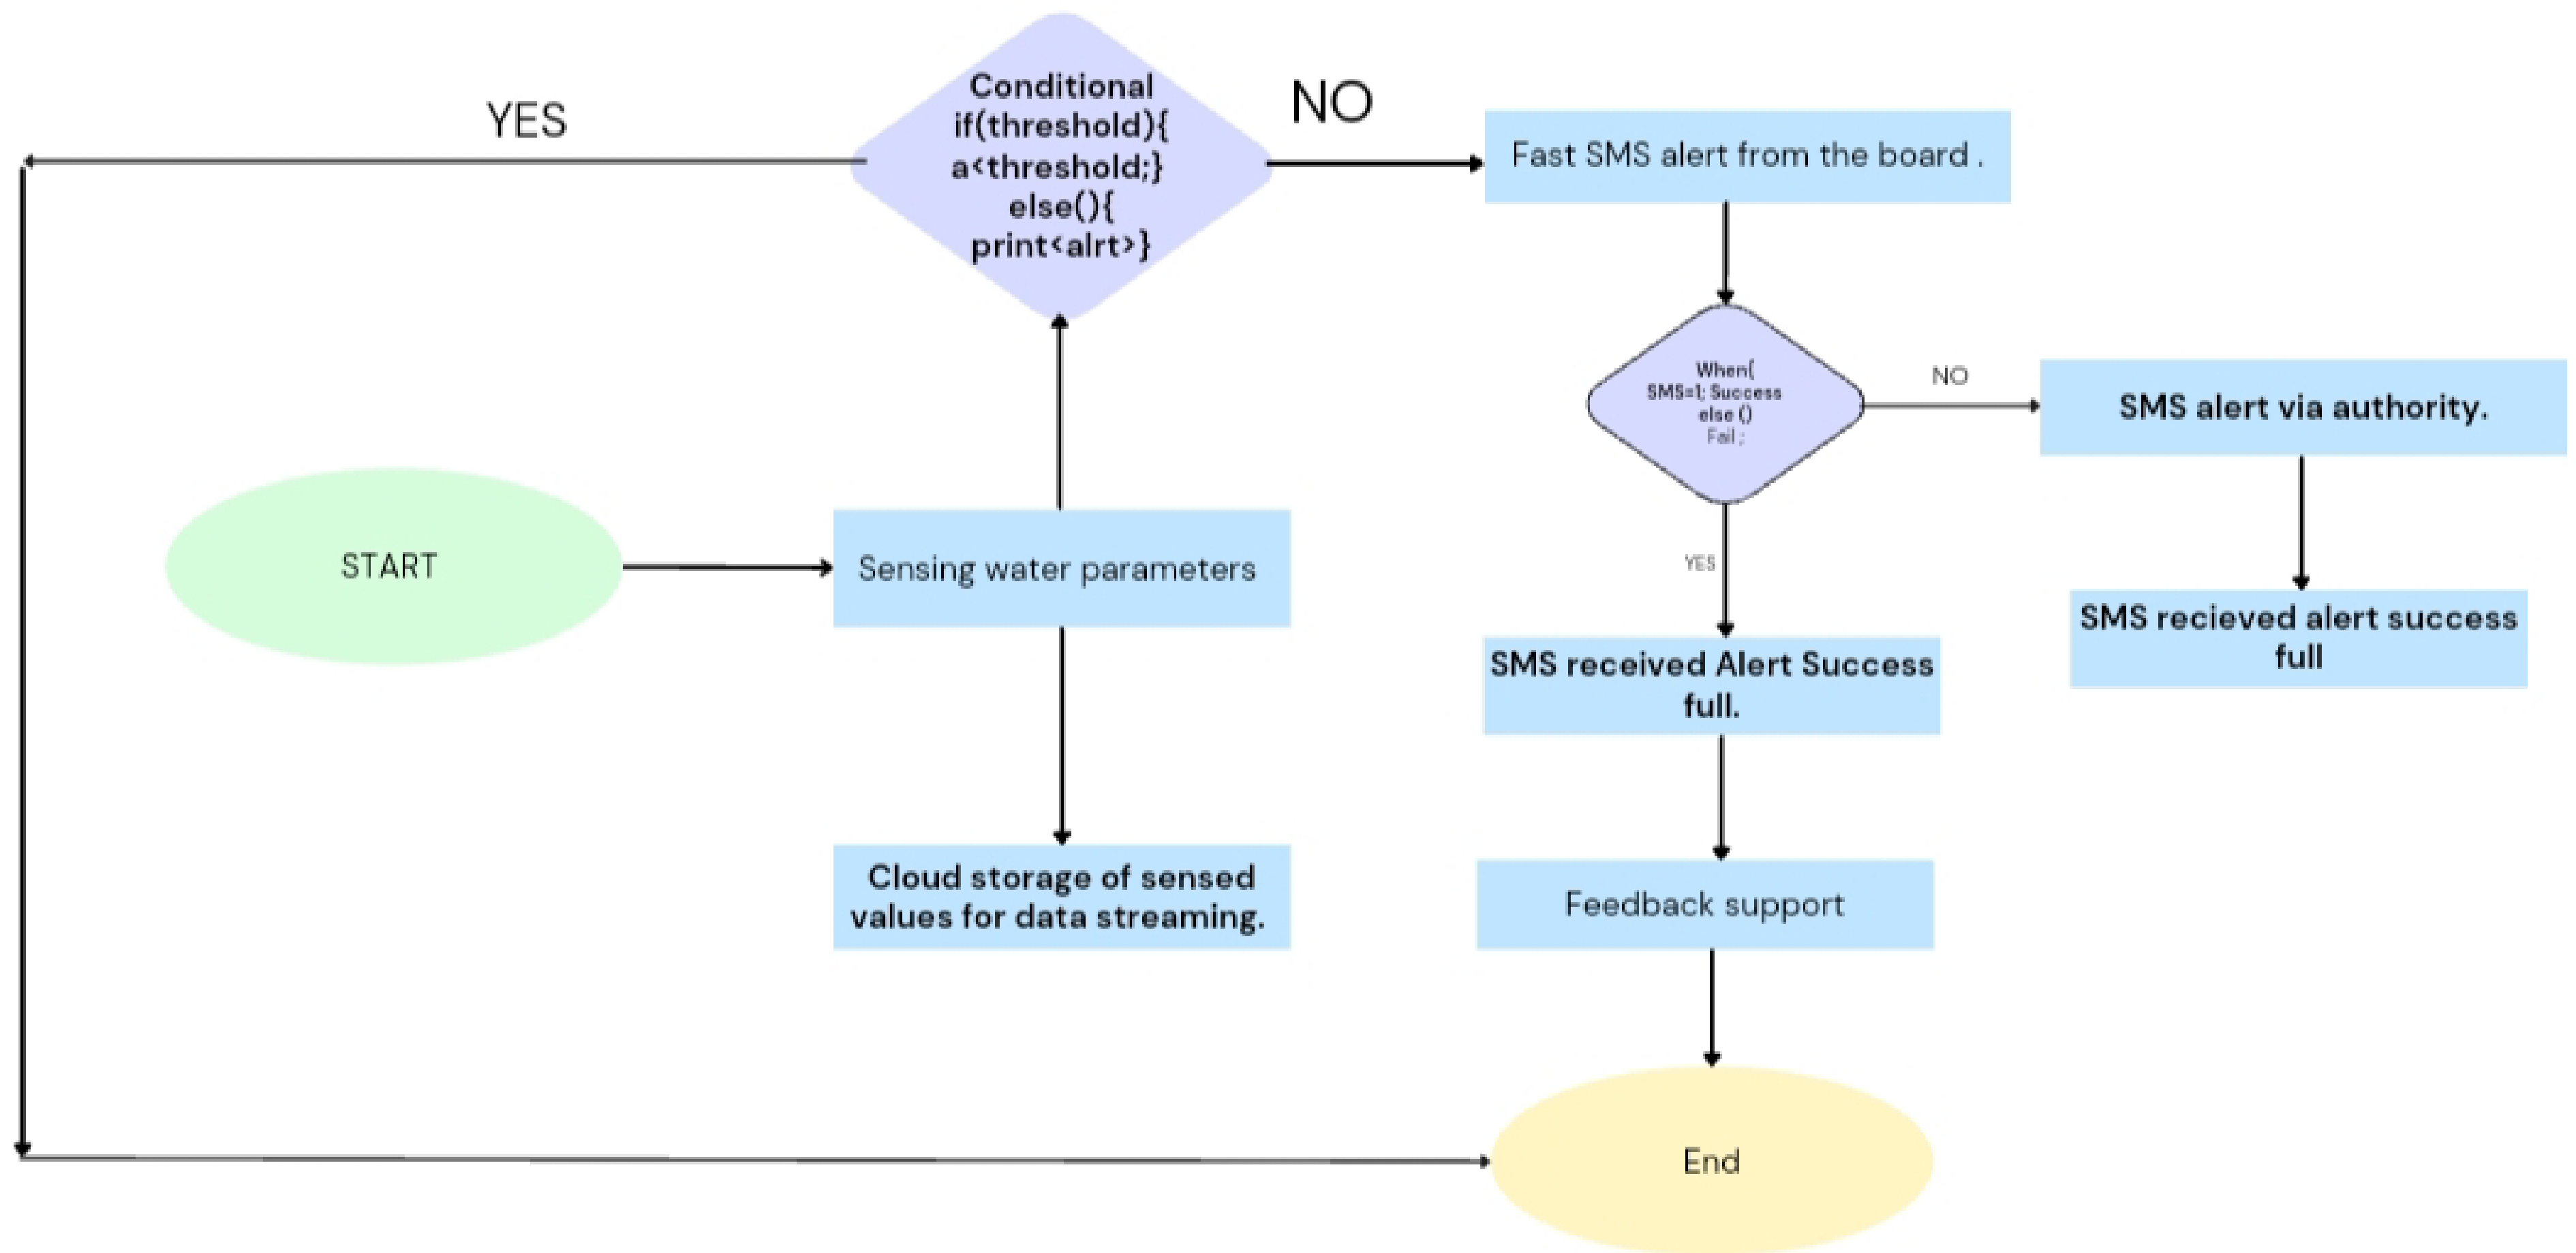 YES
Conditional
if(threshold){
a<threshold;}
else(){
print<alrt>}
NO
Fast SMS alert from the board .
When(
SMS=1; Success
else ()
Fail ;
NO
SMS alert via authority.
START
Sensing water parameters
YES
SMS recieved alert success
full
SMS received Alert Success
full.
Cloud storage of sensed
values for data streaming.
Feedback support
End